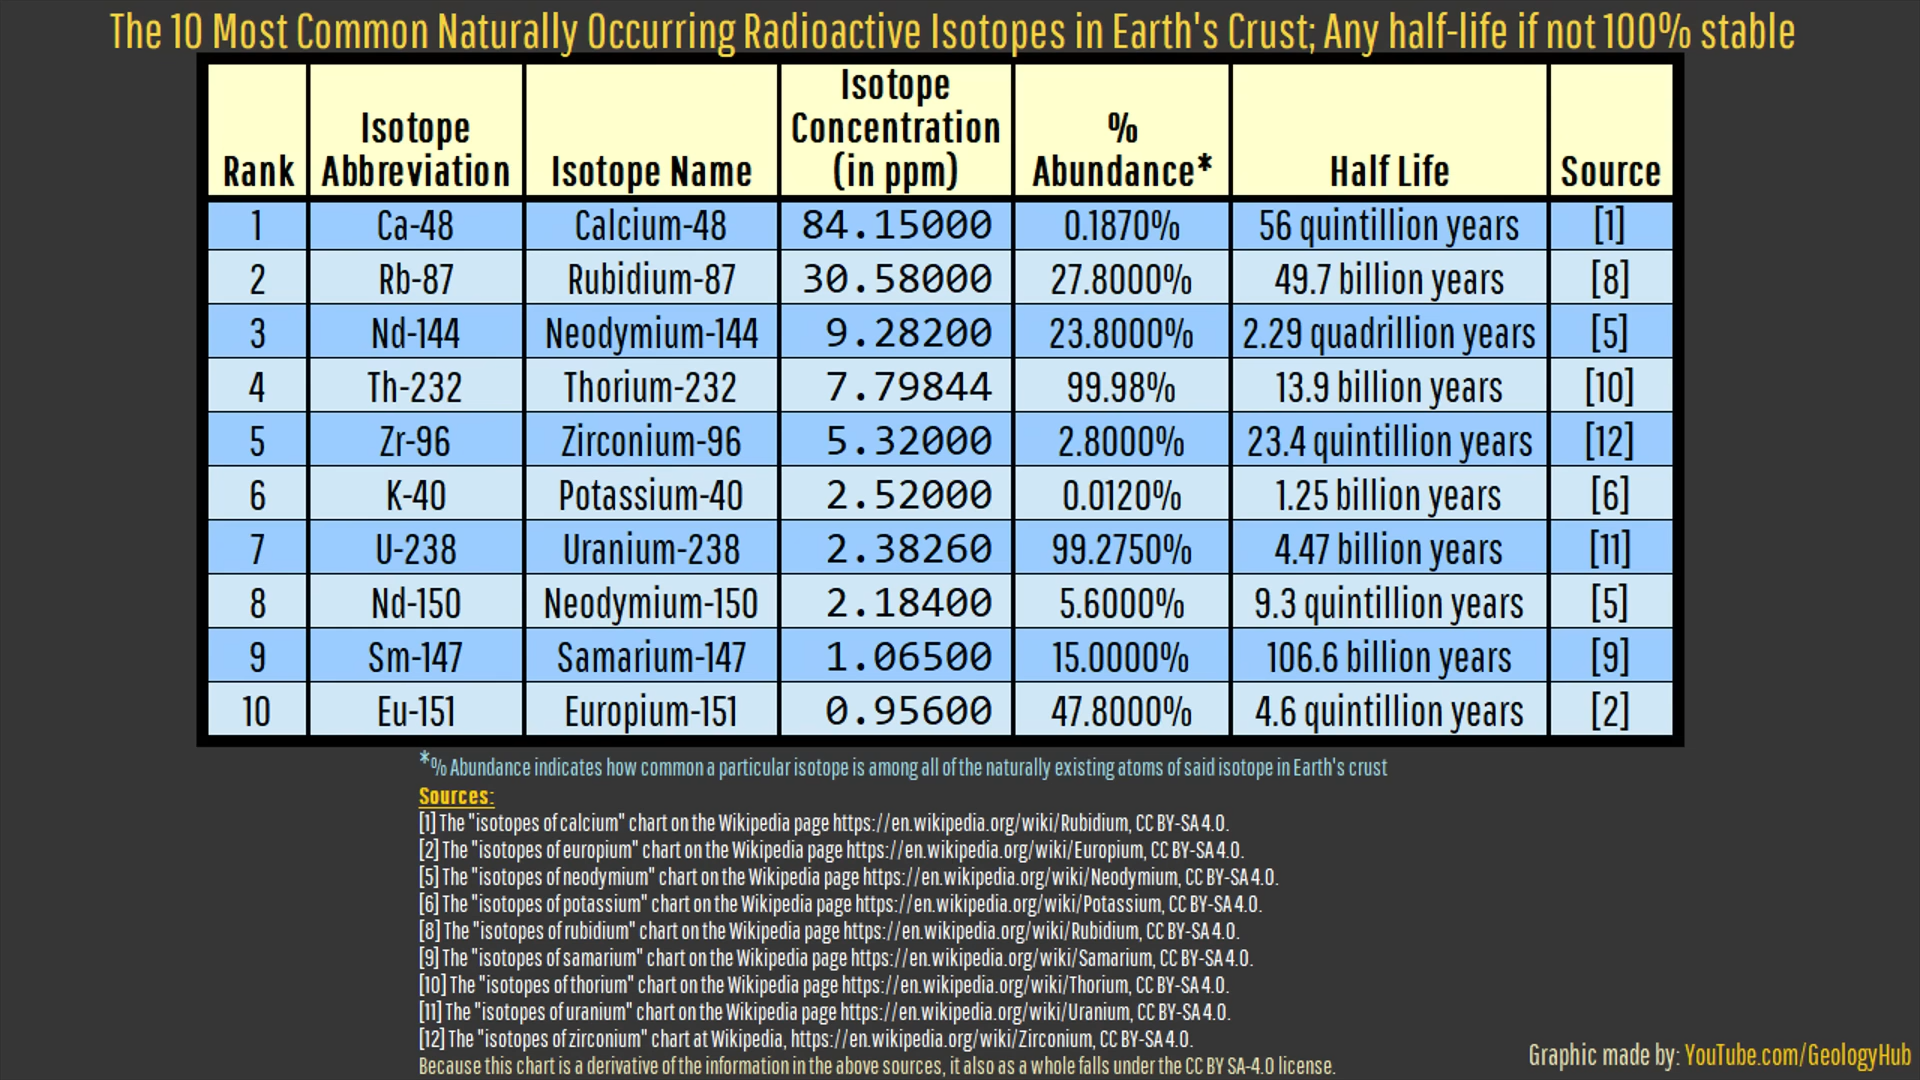 The 10 Most Common Naturally Occurring Radioactive Isotopes in Earth's Crust; Any half-life if not 100% stable
Rank Isotope Abbreviation Isotope Name Isotope Concentration (in ppm) % Abundance* Half Life Source
1 Ca-48 Calcium-48 84.15000 0.1870% 56 quintillion years [1]
2 Rb-87 Rubidium-87 30.58000 27.8000% 49.7 billion years [8]
3 Nd-144 Neodymium-144 9.28200 23.8000% 2.29 quadrillion years [5]
4 Th-232 Thorium-232 7.79844 99.98% 13.9 billion years [10]
5 Zr-96 Zirconium-96 5.32000 2.8000% 23.4 quintillion years [12]
6 K-40 Potassium-40 2.52000 0.0120% 1.25 billion years [6]
7 U-238 Uranium-238 2.38260 99.2750% 4.47 billion years [11]
8 Nd-150 Neodymium-150 2.18400 5.6000% 9.3 quintillion years [5]
9 Sm-147 Samarium-147 1.06500 15.0000% 106.6 billion years [9]
10 Eu-151 Europium-151 0.95600 47.8000% 4.6 quintillion years [2]
*% Abundance indicates how common a particular isotope is among all of the naturally existing atoms of said isotope in Earth's crust
Sources:
[1] The "isotopes of calcium" chart on the Wikipedia page https://en.wikipedia.org/wiki/Rubidium, CC BY-SA 4.0.
[2] The "isotopes of europium" chart on the Wikipedia page https://en.wikipedia.org/wiki/Europium, CC BY-SA 4.0.
[5] The "isotopes of neodymium" chart on the Wikipedia page https://en.wikipedia.org/wiki/Neodymium, CC BY-SA 4.0.
[6] The "isotopes of potassium" chart on the Wikipedia page https://en.wikipedia.org/wiki/Potassium, CC BY-SA 4.0.
[8] The "isotopes of rubidium" chart on the Wikipedia page https://en.wikipedia.org/wiki/Rubidium, CC BY-SA 4.0.
[9] The "isotopes of samarium" chart on the Wikipedia page https://en.wikipedia.org/wiki/Samarium, CC BY-SA 4.0.
[10] The "isotopes of thorium" chart on the Wikipedia page https://en.wikipedia.org/wiki/Thorium, CC BY-SA 4.0.
[11] The "isotopes of uranium" chart on the Wikipedia page https://en.wikipedia.org/wiki/Uranium, CC BY-SA 4.0.
[12] The "isotopes of zirconium" chart at Wikipedia, https://en.wikipedia.org/wiki/Zirconium, CC BY-SA 4.0.
Because this chart is a derivative of the information in the above sources, it also as a whole falls under the CC BY SA-4.0 license.
Graphic made by: YouTube.com/GeologyHub